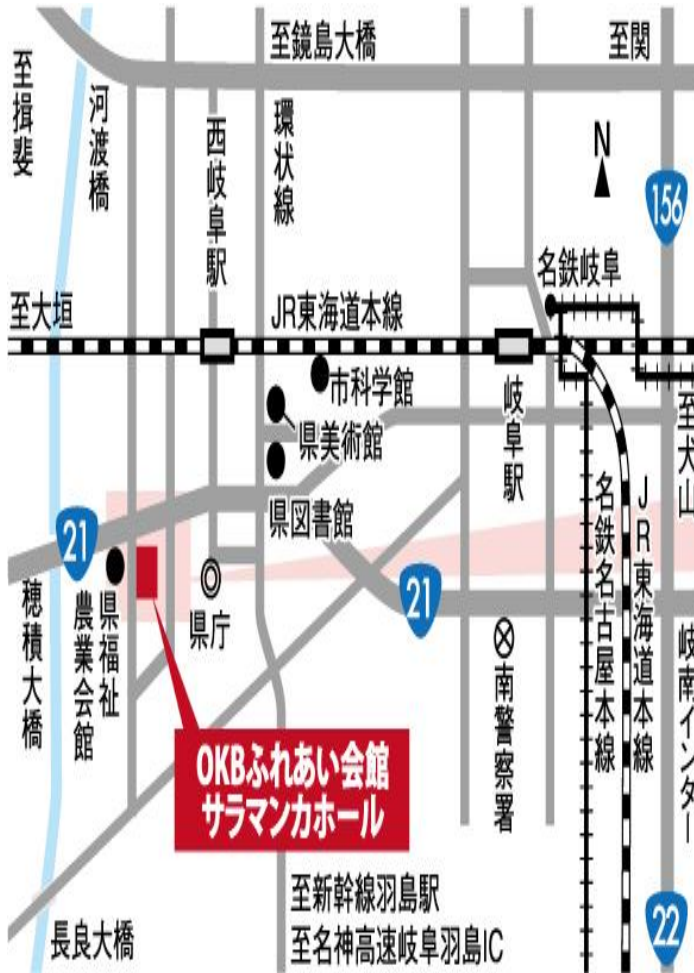 至鏡島大橋
至関
至揖斐
河渡橋
西岐阜駅
環状線
N
156
名鉄岐阜
至大垣
JR東海道本線
市科学館
県美術館
岐阜駅
至犬山
県図書館
21
21
穂積大橋
県福祉
農業会館
県庁
南警察署
名鉄名古屋本線
JR東海道本線
岐南インター
OKBふれあい会館
サラマンカホール
至新幹線羽島駅
至名神高速岐阜羽島IC
長良大橋
22